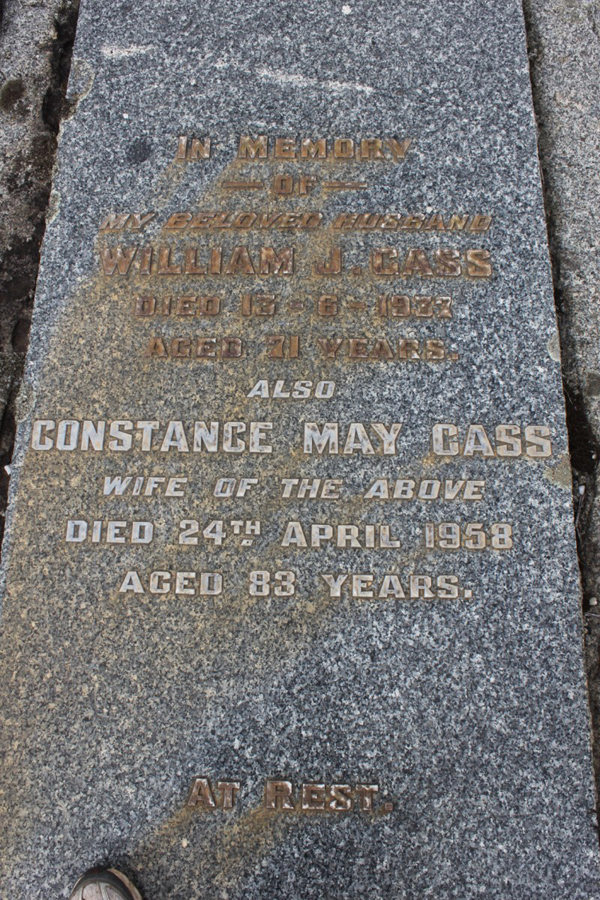 IN MEMORY
— OF —
MY BELOVED HUSBAND
WILLIAM J. CASS
DIED 13 - 6 - 1937
AGED 71 YEARS.
ALSO
CONSTANCE MAY CASS
WIFE OF THE ABOVE
DIED 24TH APRIL 1958
AGED 83 YEARS.
AT REST.